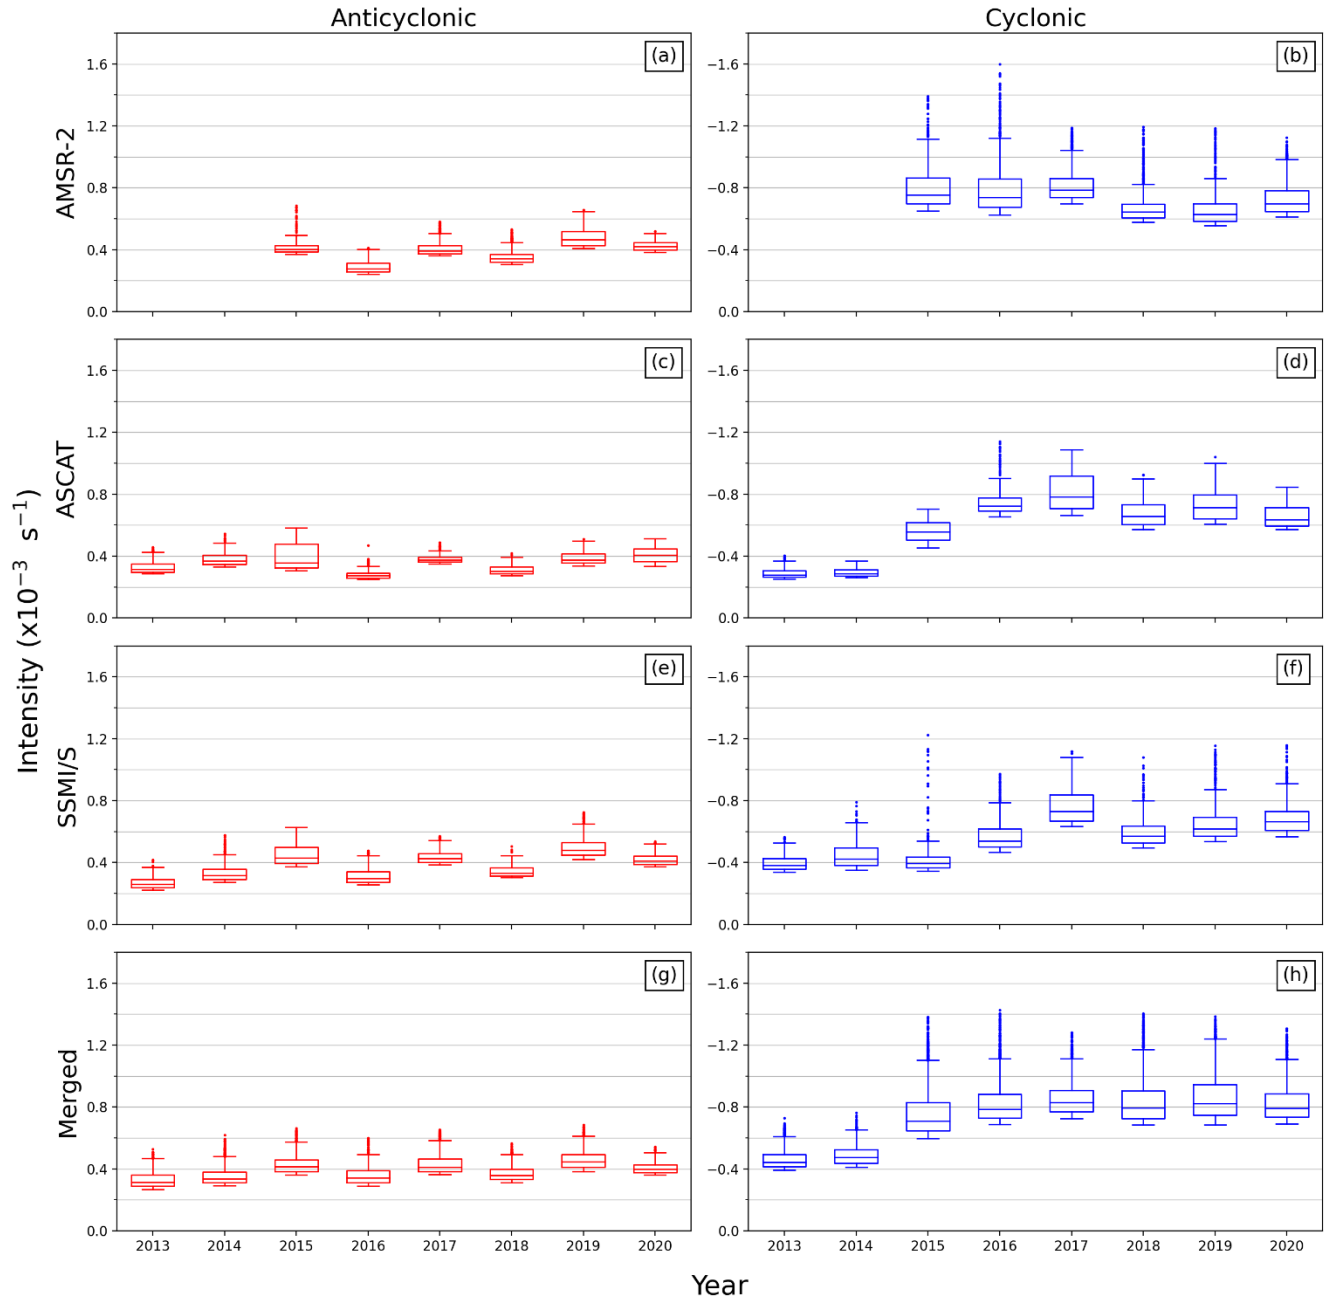 Anticyclonic
Cyclonic
Intensity (x10⁻³ s⁻¹)
AMSR-2
(a)
1.6
1.2
0.8
0.4
0.0
(b)
−1.6
−1.2
−0.8
−0.4
0.0
ASCAT
(c)
1.6
1.2
0.8
0.4
0.0
(d)
−1.6
−1.2
−0.8
−0.4
0.0
SSMI/S
(e)
1.6
1.2
0.8
0.4
0.0
(f)
−1.6
−1.2
−0.8
−0.4
0.0
Merged
(g)
1.6
1.2
0.8
0.4
0.0
2013 2014 2015 2016 2017 2018 2019 2020
(h)
−1.6
−1.2
−0.8
−0.4
0.0
2013 2014 2015 2016 2017 2018 2019 2020
Year